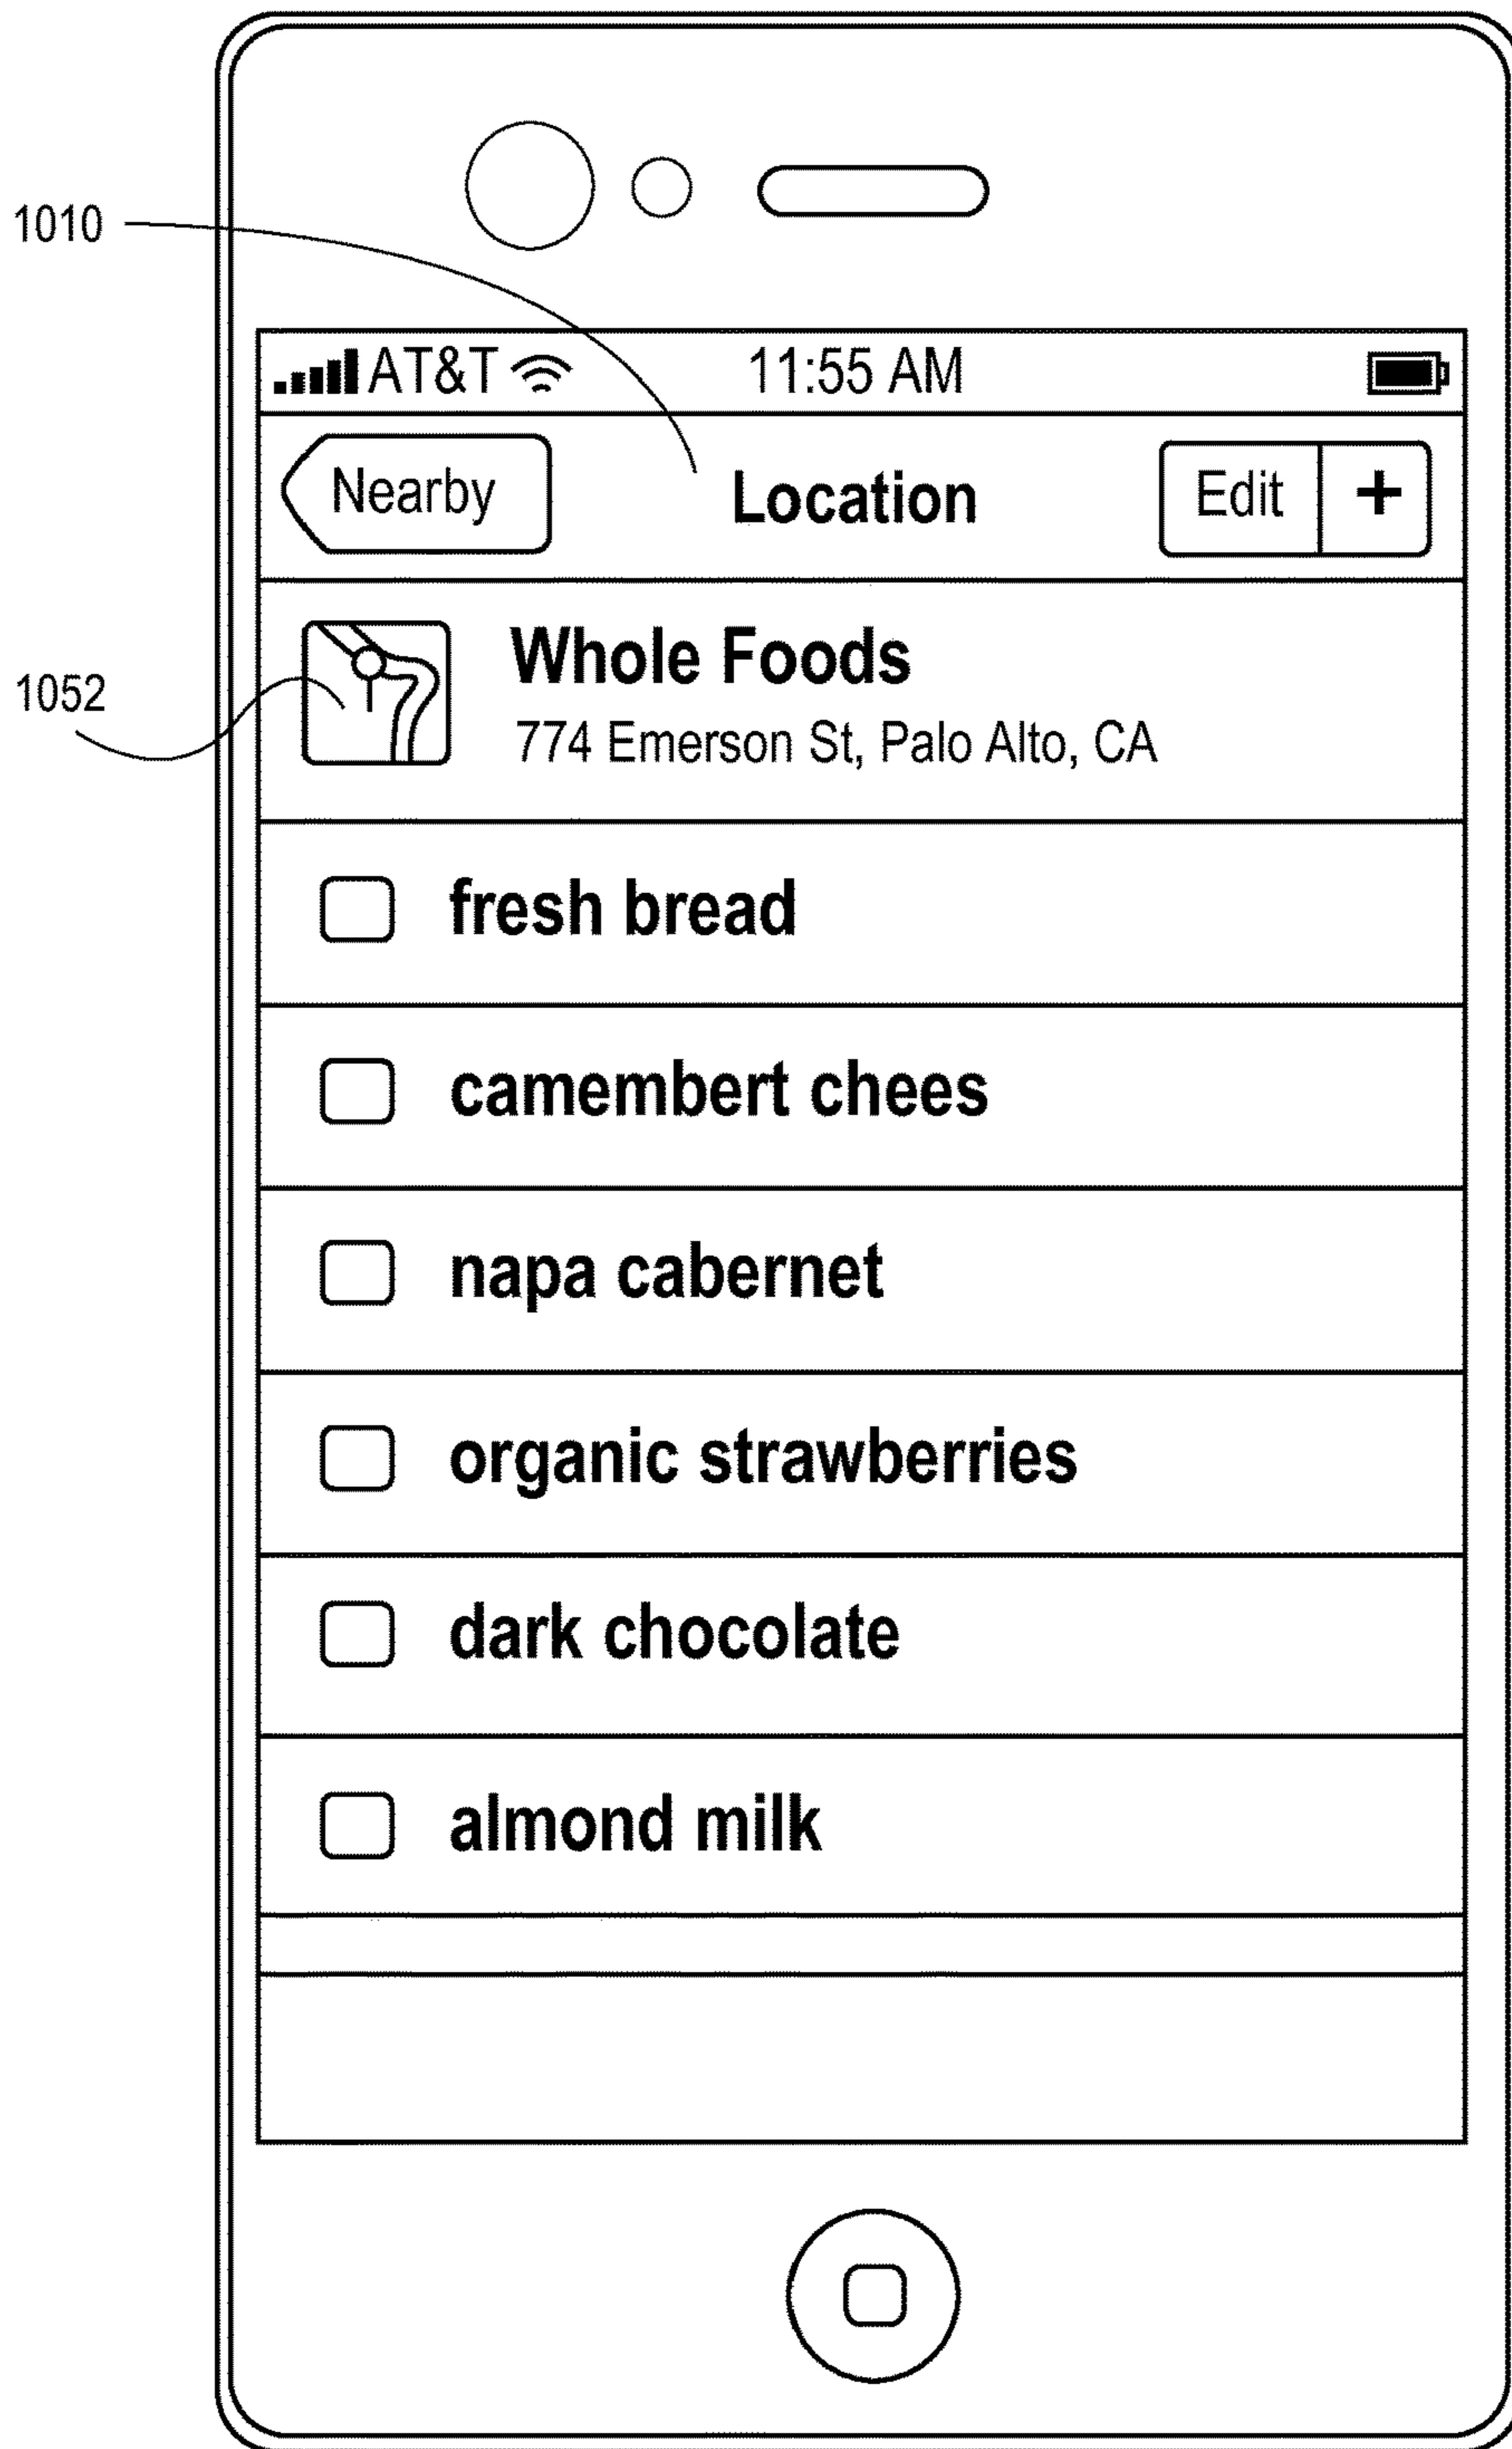 1010
AT&T 11:55 AM
Nearby Location Edit +
1052
Whole Foods
774 Emerson St, Palo Alto, CA
fresh bread
camembert chees
napa cabernet
organic strawberries
dark chocolate
almond milk